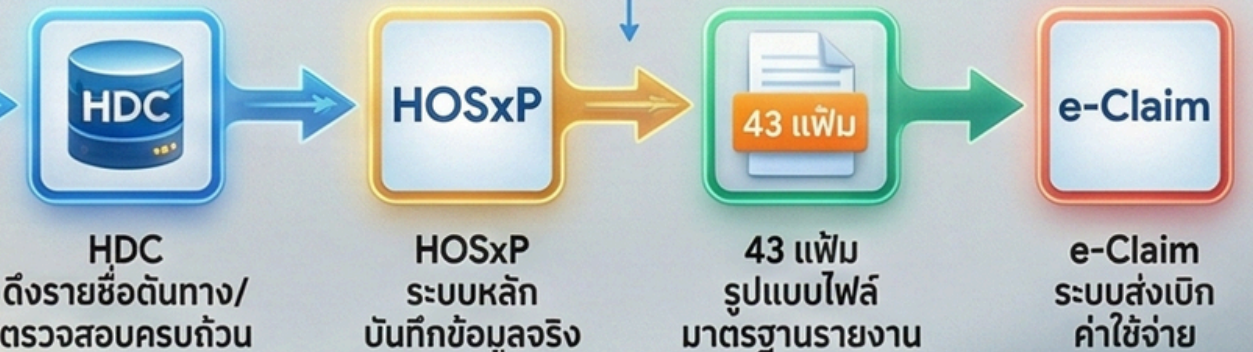 HDC
HOSxP
43 แฟ้ม
e-Claim
HDC
ดึงรายชื่อต้นทาง/
ตรวจสอบครบถ้วน
HOSxP
ระบบหลัก
บันทึกข้อมูลจริง
43 แฟ้ม
รูปแบบไฟล์
มาตรฐานรายงาน
e-Claim
ระบบส่งเบิก
ค่าใช้จ่าย